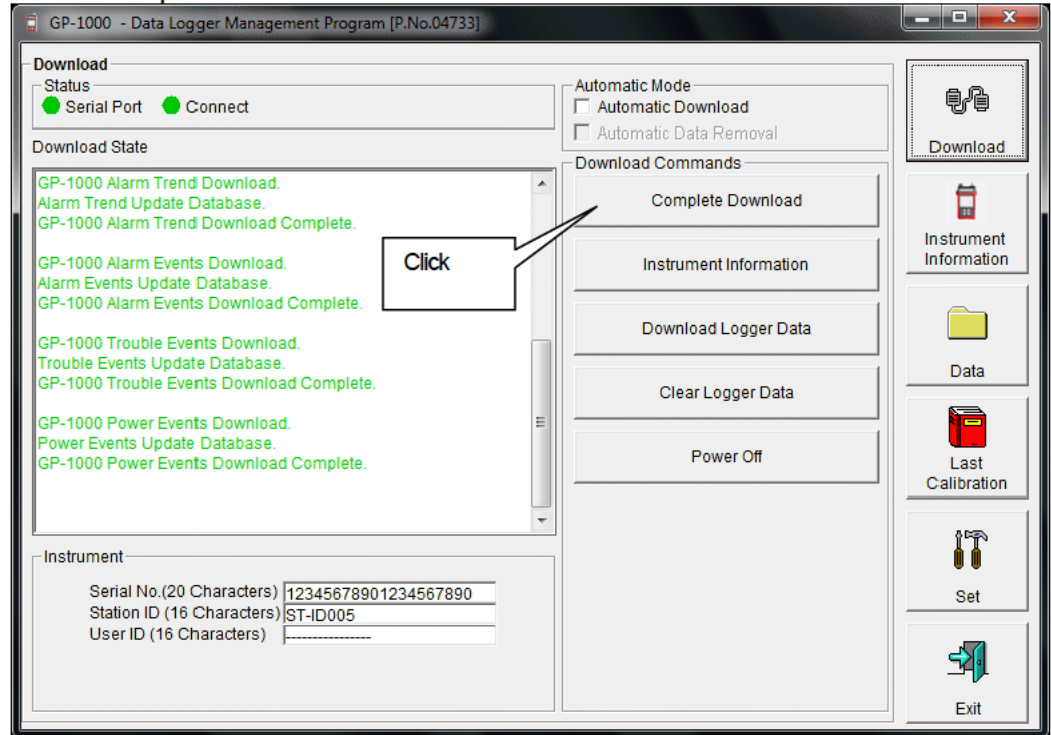 GP-1000 - Data Logger Management Program [P.No.04733]
Download
Status
Serial Port Connect
Download State
GP-1000 Alarm Trend Download.
Alarm Trend Update Database.
GP-1000 Alarm Trend Download Complete.
GP-1000 Alarm Events Download.
Alarm Events Update Database.
GP-1000 Alarm Events Download Complete.
GP-1000 Trouble Events Download.
Trouble Events Update Database.
GP-1000 Trouble Events Download Complete.
GP-1000 Power Events Download.
Power Events Update Database.
GP-1000 Power Events Download Complete.
Click
Instrument
Serial No.(20 Characters) 12345678901234567890
Station ID (16 Characters) ST-ID005
User ID (16 Characters) ----------------
Automatic Mode
Automatic Download
Automatic Data Removal
Download Commands
Complete Download
Instrument Information
Download Logger Data
Clear Logger Data
Power Off
Download
Instrument
Information
Data
Last
Calibration
Set
Exit